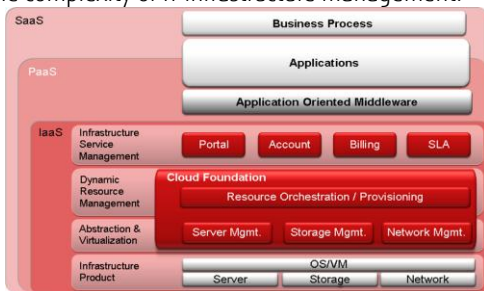 the complexity of IT infrastructure management.
SaaS
Business Process
PaaS
Applications
Application Oriented Middleware
IaaS
Infrastructure
Service
Management
Portal Account Billing SLA
Dynamic
Resource
Management
Cloud Foundation
Resource Orchestration / Provisioning
Abstraction &
Virtualization
Server Mgmt. Storage Mgmt. Network Mgmt.
Infrastructure
Product
OS/VM
Server Storage Network